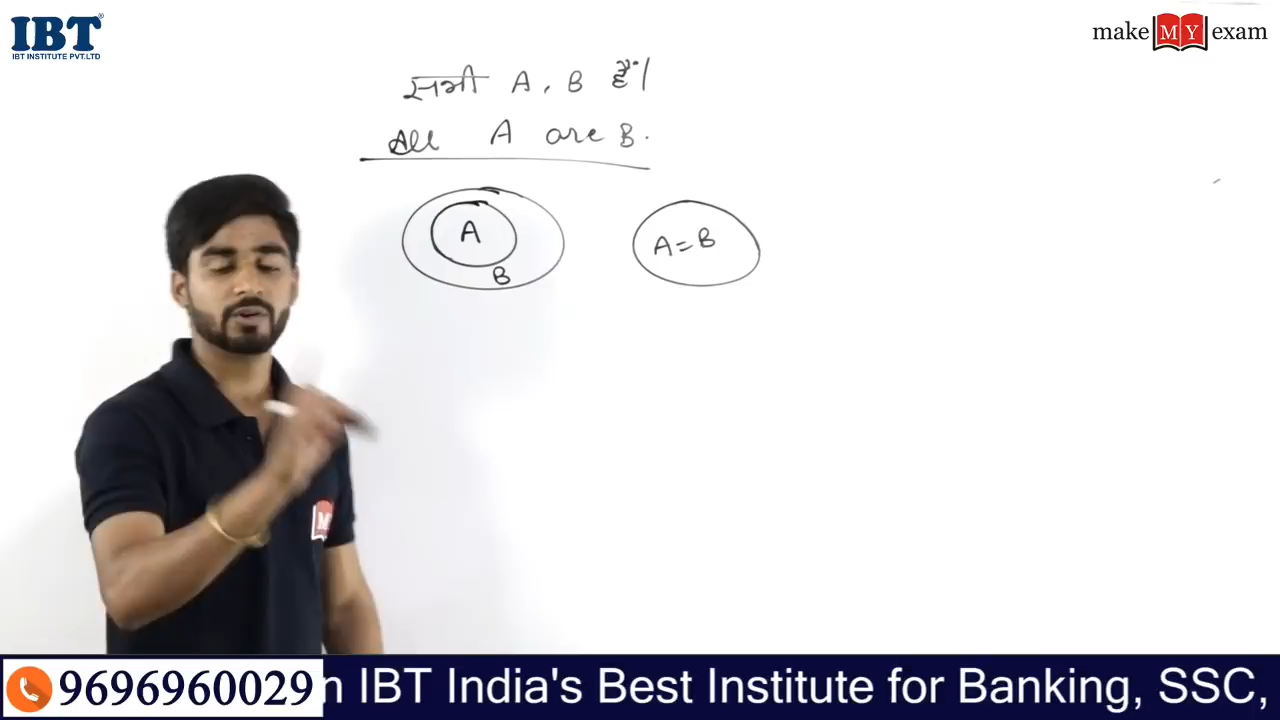 IBT
IBT INSTITUTE PVT.LTD
make MY exam
सभी A, B हैं।
All A are B.
A
B
A = B
M
9696960029
n IBT India's Best Institute for Banking, SSC,